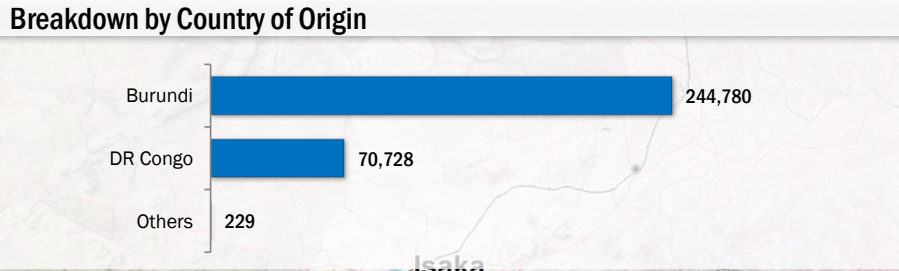 Breakdown by Country of Origin
Burundi 244,780
DR Congo 70,728
Others 229
Isaka